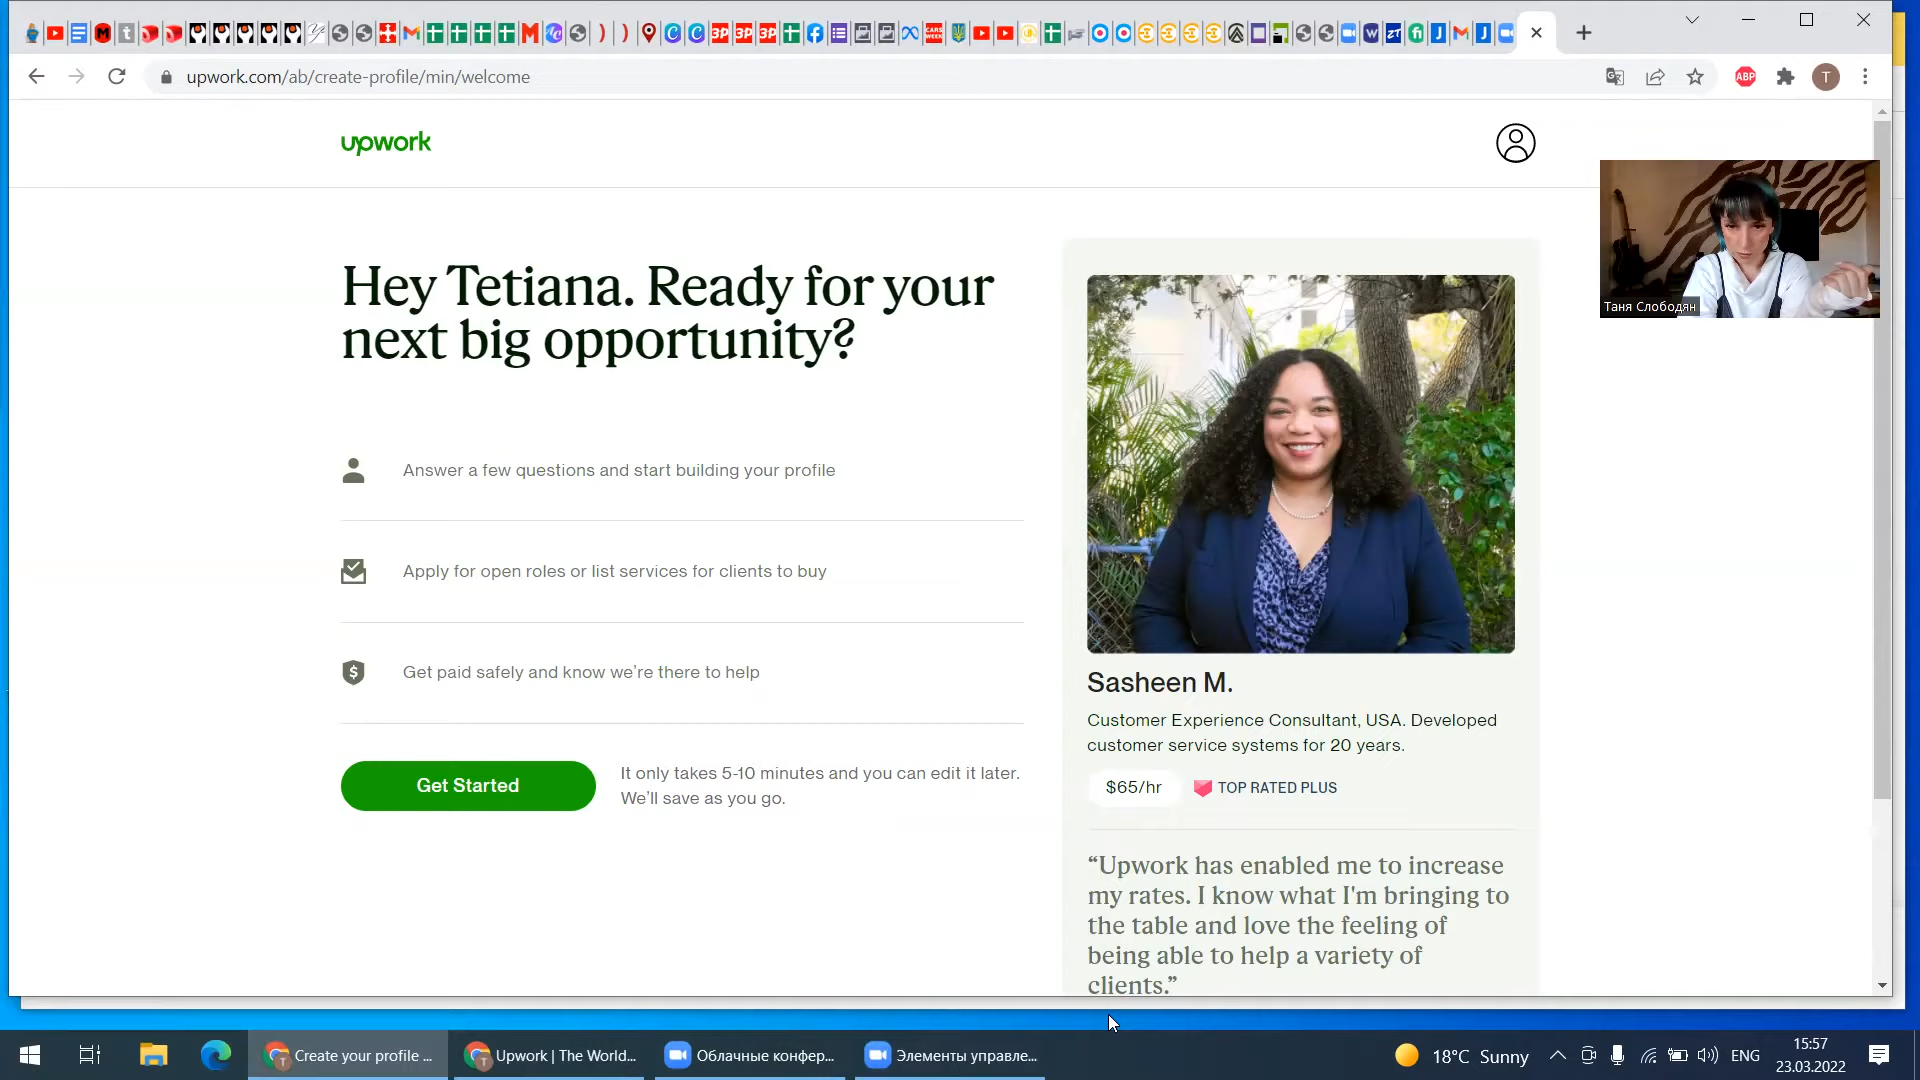 upwork.com/ab/create-profile/min/welcome
ABP
T
upwork
Таня Слободян
Hey Tetiana. Ready for your
next big opportunity?
Answer a few questions and start building your profile
Apply for open roles or list services for clients to buy
Get paid safely and know we're there to help
Get Started
It only takes 5-10 minutes and you can edit it later.
We'll save as you go.
Sasheen M.
Customer Experience Consultant, USA. Developed
customer service systems for 20 years.
$65/hr
TOP RATED PLUS
“Upwork has enabled me to increase
my rates. I know what I'm bringing to
the table and love the feeling of
being able to help a variety of
clients.”
Create your profile ...
Upwork | The World...
Облачные конфер...
Элементы управле...
18°C Sunny
ENG
15:57
23.03.2022